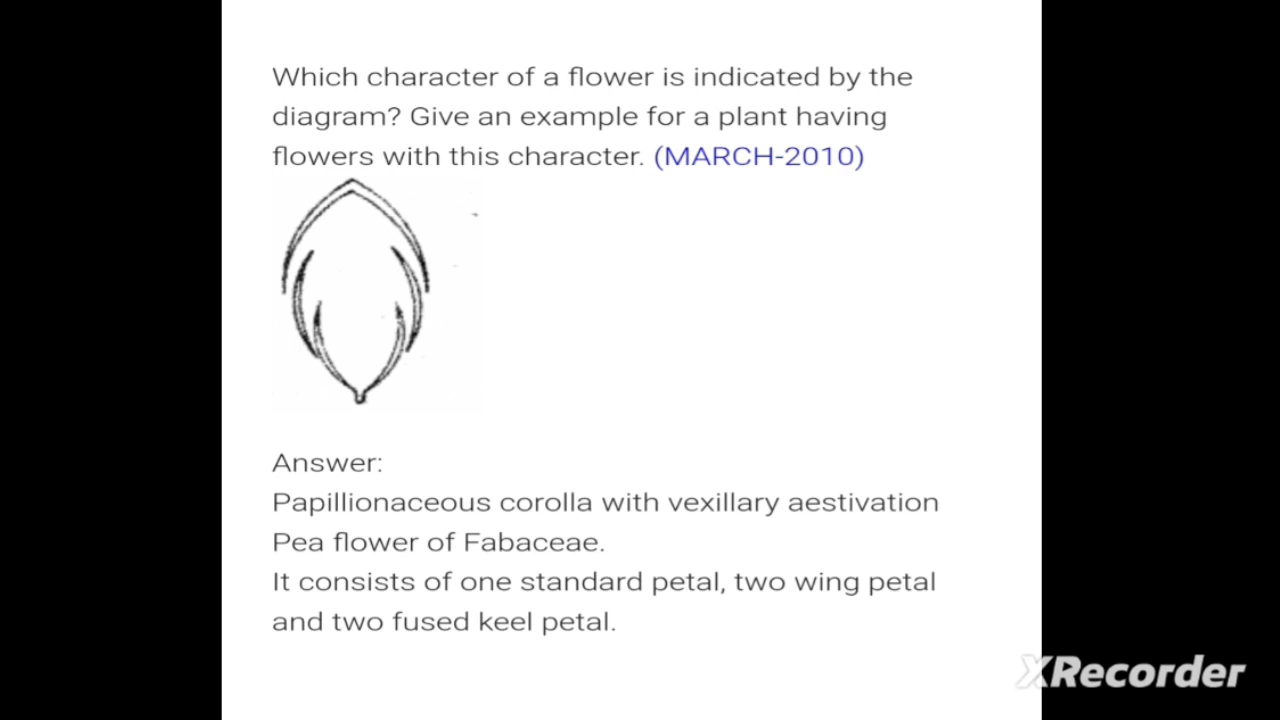 Which character of a flower is indicated by the
diagram? Give an example for a plant having
flowers with this character. (MARCH-2010)
Answer:
Papillionaceous corolla with vexillary aestivation
Pea flower of Fabaceae.
It consists of one standard petal, two wing petal
and two fused keel petal.
XRecorder